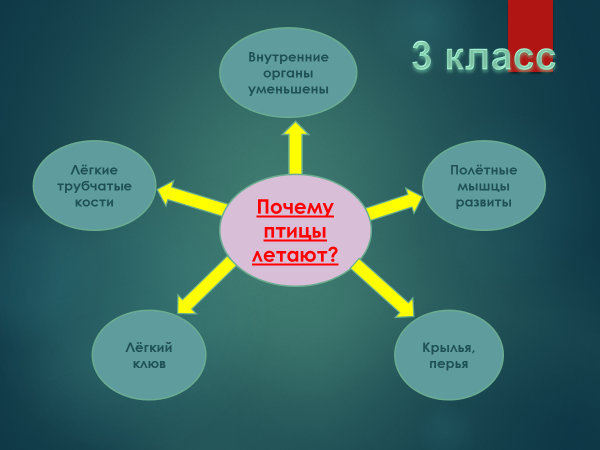 3 класс
Внутренние
органы
уменьшены
Лёгкие
трубчатые
кости
Полётные
мышцы
развиты
Почему
птицы
летают?
Лёгкий
клюв
Крылья,
перья